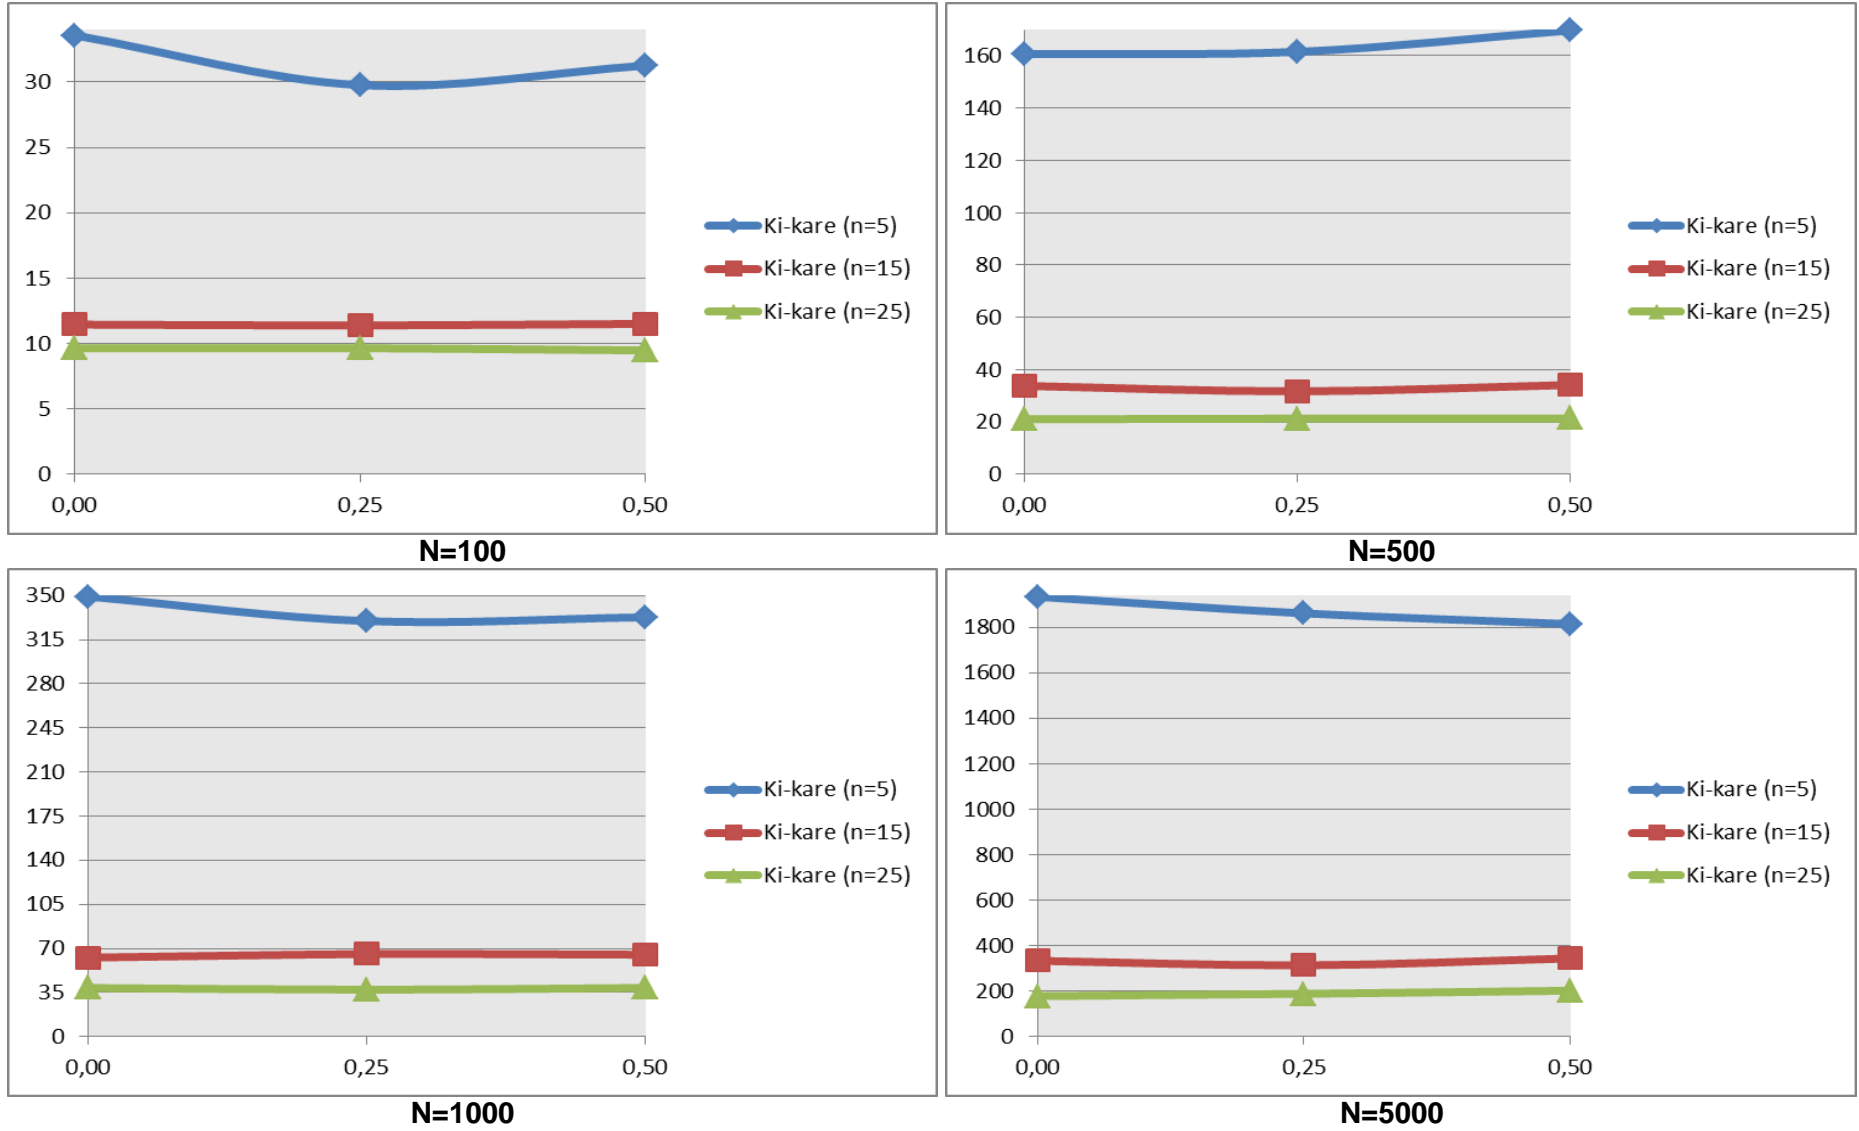 30
25
20
15
10
5
0
0,00 0,25 0,50
Ki-kare (n=5)
Ki-kare (n=15)
Ki-kare (n=25)
N=100
160
140
120
100
80
60
40
20
0
0,00 0,25 0,50
Ki-kare (n=5)
Ki-kare (n=15)
Ki-kare (n=25)
N=500
350
315
280
245
210
175
140
105
70
35
0
0,00 0,25 0,50
Ki-kare (n=5)
Ki-kare (n=15)
Ki-kare (n=25)
N=1000
1800
1600
1400
1200
1000
800
600
400
200
0
0,00 0,25 0,50
Ki-kare (n=5)
Ki-kare (n=15)
Ki-kare (n=25)
N=5000